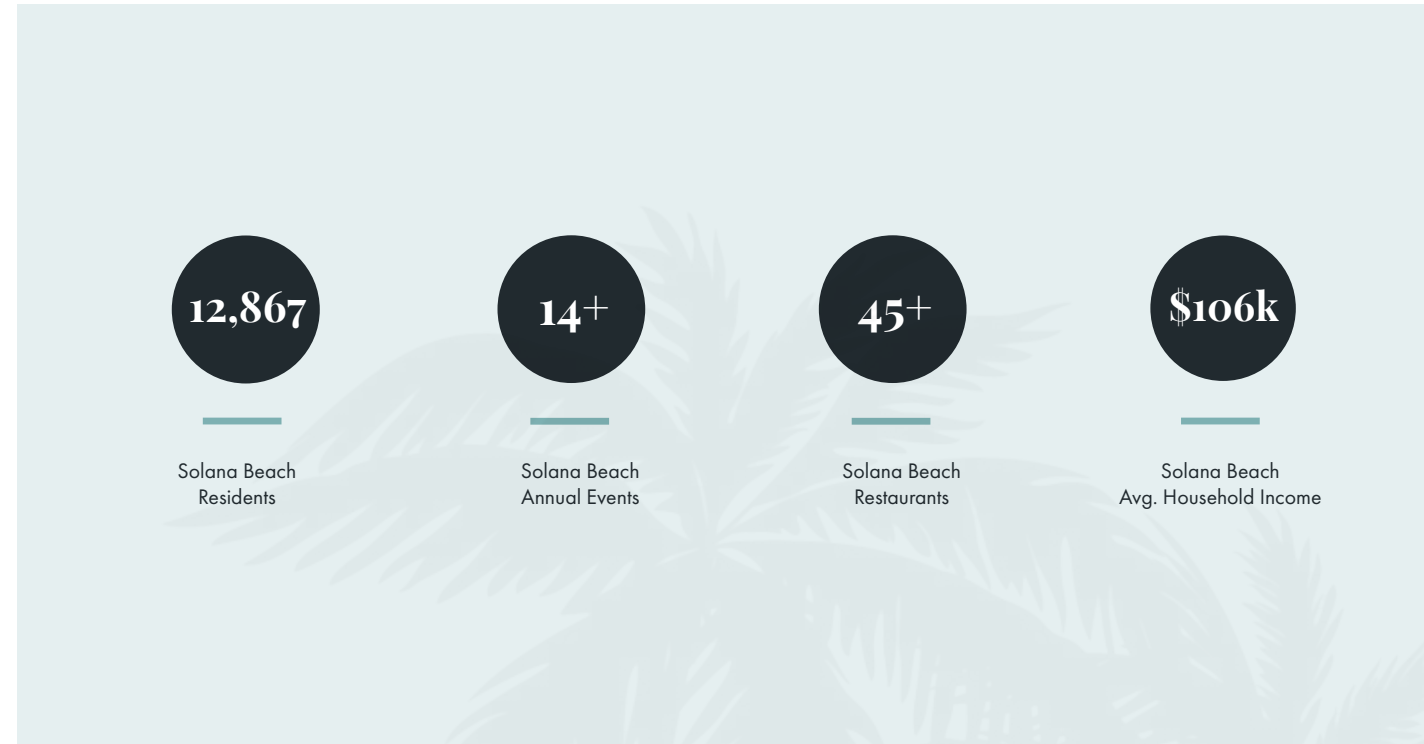 12,867
14+
45+
$106k
Solana Beach
Residents
Solana Beach
Annual Events
Solana Beach
Restaurants
Solana Beach
Avg. Household Income